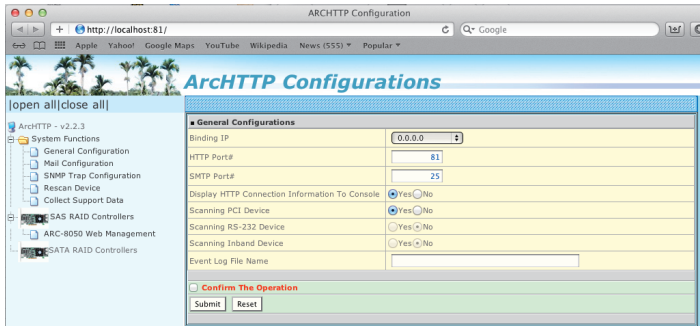 ARCHTTP Configuration
http://localhost:81/
Google
Apple Yahoo! Google Maps YouTube Wikipedia News (555) Popular
ArcHTTP Configurations
|open all|close all|
ArcHTTP - v2.2.3
System Functions
General Configuration
Mail Configuration
SNMP Trap Configuration
Rescan Device
Collect Support Data
SAS RAID Controllers
ARC-8050 Web Management
SATA RAID Controllers
General Configurations
Binding IP 0.0.0.0
HTTP Port# 81
SMTP Port# 25
Display HTTP Connection Information To Console Yes No
Scanning PCI Device Yes No
Scanning RS-232 Device Yes No
Scanning Inband Device Yes No
Event Log File Name
Confirm The Operation
Submit Reset